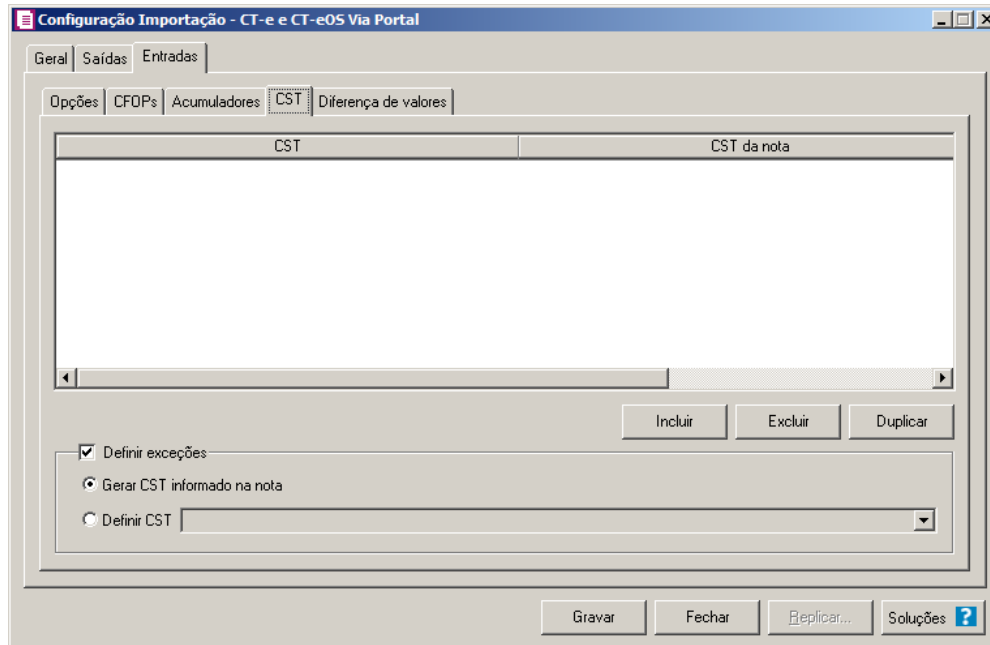 Configuração Importação - CT-e e CT-eOS Via Portal
Geral Saídas Entradas
Opções CFOPs Acumuladores CST Diferença de valores
CST CST da nota
Incluir Excluir Duplicar
Definir exceções
Gerar CST informado na nota
Definir CST
Gravar Fechar Replicar... Soluções ?